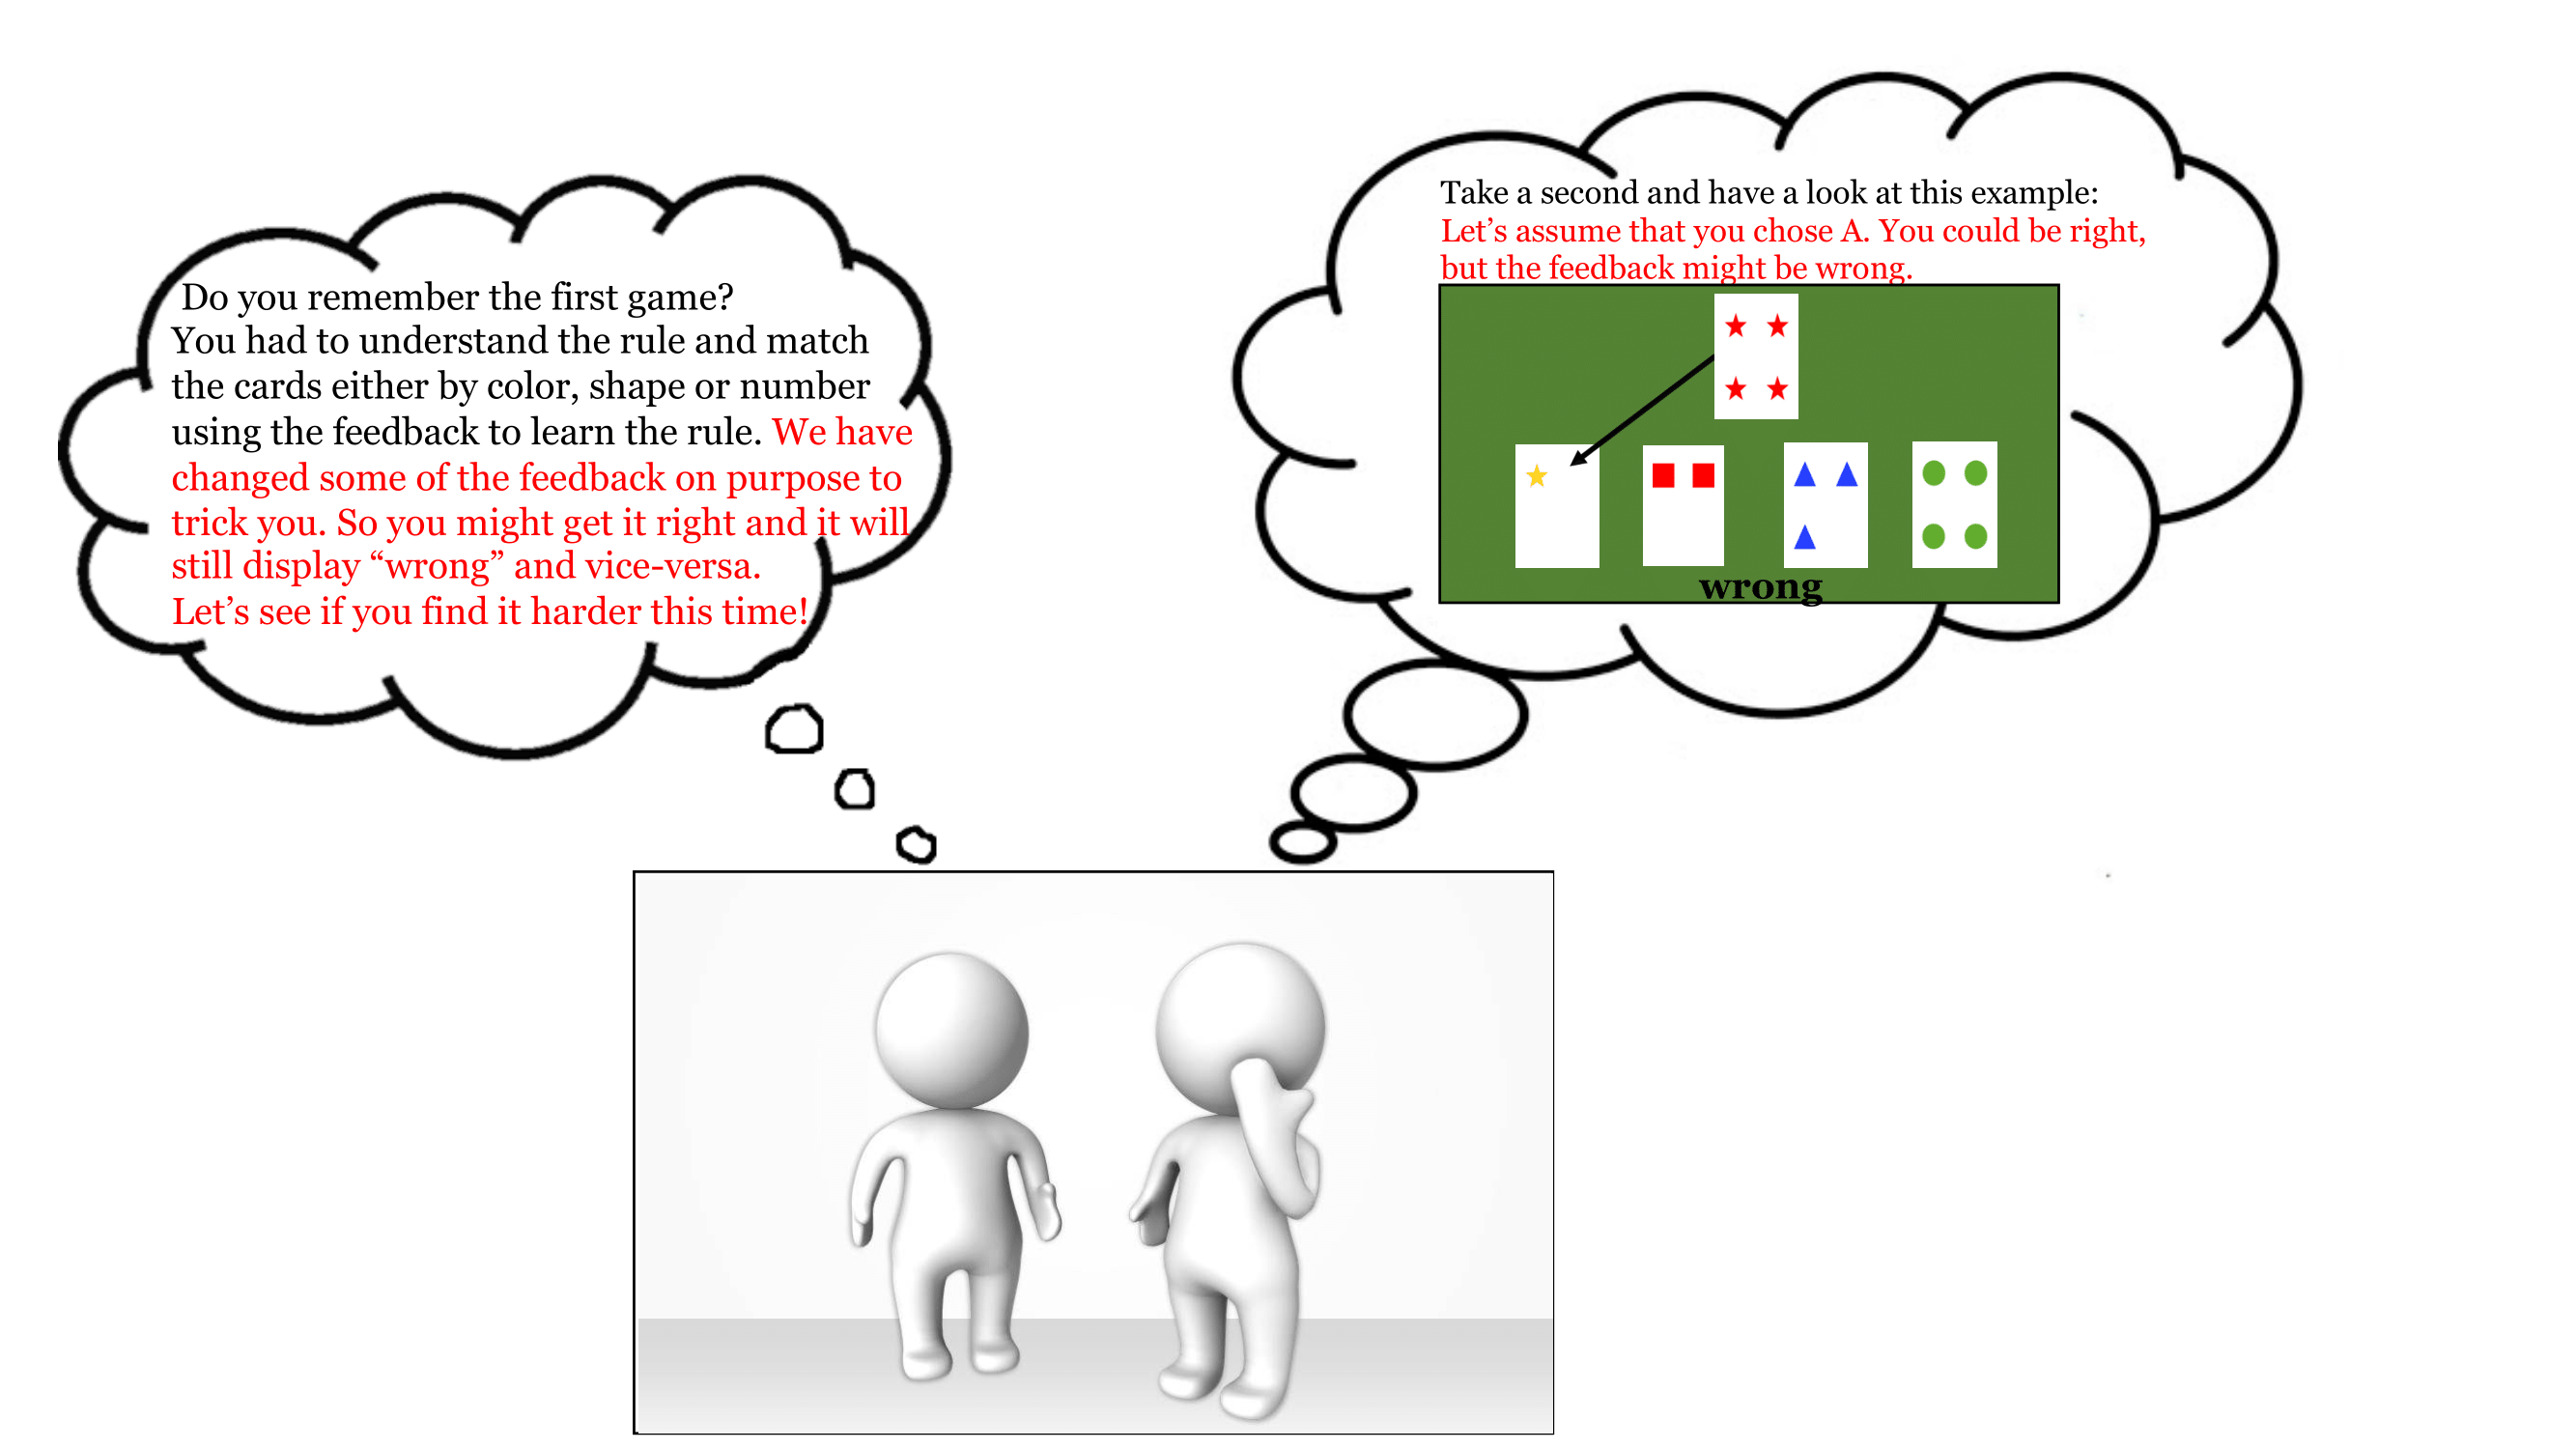 Do you remember the first game?
You had to understand the rule and match
the cards either by color, shape or number
using the feedback to learn the rule. We have
changed some of the feedback on purpose to
trick you. So you might get it right and it will
still display “wrong” and vice-versa.
Let’s see if you find it harder this time!
Take a second and have a look at this example:
Let’s assume that you chose A. You could be right,
but the feedback might be wrong.
wrong